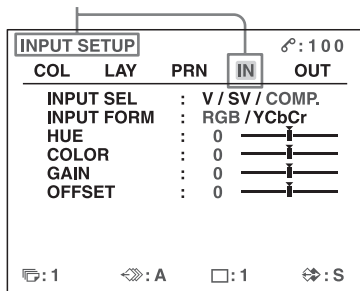 INPUT SETUP :100
COL LAY PRN IN OUT
INPUT SEL : V / SV / COMP.
INPUT FORM : RGB / YCbCr
HUE : 0
COLOR : 0
GAIN : 0
OFFSET : 0
:1 :A :1 :S